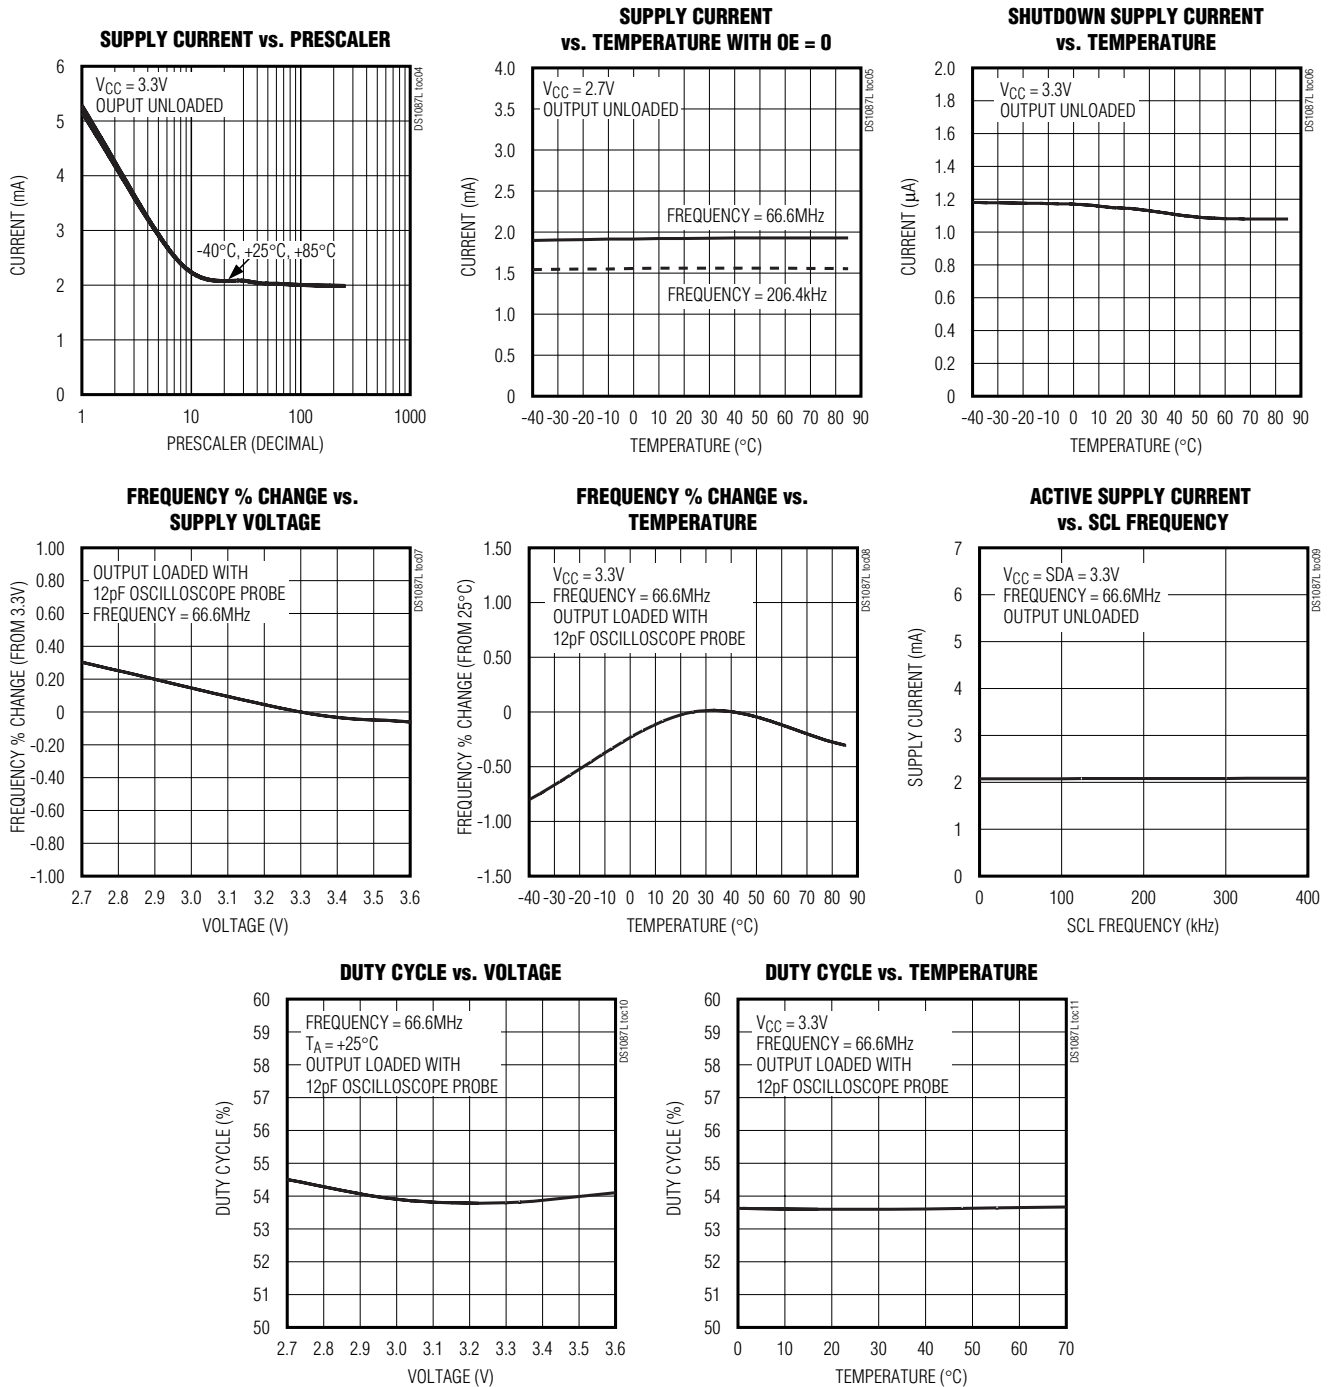 SUPPLY CURRENT vs. PRESCALER
6
5
4
3
2
1
0
CURRENT (mA)
VCC = 3.3V
OUPUT UNLOADED
-40°C, +25°C, +85°C
DS1087L toc04
1 10 100 1000
PRESCALER (DECIMAL)
SUPPLY CURRENT
vs. TEMPERATURE WITH OE = 0
4.0
3.5
3.0
2.5
2.0
1.5
1.0
0.5
0
CURRENT (mA)
VCC = 2.7V
OUTPUT UNLOADED
FREQUENCY = 66.6MHz
FREQUENCY = 206.4kHz
DS1087L toc05
-40 -30 -20 -10 0 10 20 30 40 50 60 70 80 90
TEMPERATURE (°C)
SHUTDOWN SUPPLY CURRENT
vs. TEMPERATURE
2.0
1.8
1.6
1.4
1.2
1.0
0.8
0.6
0.4
0.2
0
CURRENT (µA)
VCC = 3.3V
OUTPUT UNLOADED
DS1087L toc06
-40 -30 -20 -10 0 10 20 30 40 50 60 70 80 90
TEMPERATURE (°C)
FREQUENCY % CHANGE vs.
SUPPLY VOLTAGE
1.00
0.80
0.60
0.40
0.20
0
-0.20
-0.40
-0.60
-0.80
-1.00
FREQUENCY % CHANGE (FROM 3.3V)
OUTPUT LOADED WITH
12pF OSCILLOSCOPE PROBE
FREQUENCY = 66.6MHz
DS1087L toc07
2.7 2.8 2.9 3.0 3.1 3.2 3.3 3.4 3.5 3.6
VOLTAGE (V)
FREQUENCY % CHANGE vs.
TEMPERATURE
1.50
1.00
0.50
0
-0.50
-1.00
-1.50
FREQUENCY % CHANGE (FROM 25°C)
VCC = 3.3V
FREQUENCY = 66.6MHz
OUTPUT LOADED WITH
12pF OSCILLOSCOPE PROBE
DS1087L toc08
-40 -30 -20 -10 0 10 20 30 40 50 60 70 80 90
TEMPERATURE (°C)
ACTIVE SUPPLY CURRENT
vs. SCL FREQUENCY
7
6
5
4
3
2
1
0
SUPPLY CURRENT (mA)
VCC = SDA = 3.3V
FREQUENCY = 66.6MHz
OUTPUT UNLOADED
DS1087L toc09
0 100 200 300 400
SCL FREQUENCY (kHz)
DUTY CYCLE vs. VOLTAGE
60
59
58
57
56
55
54
53
52
51
50
DUTY CYCLE (%)
FREQUENCY = 66.6MHz
TA = +25°C
OUTPUT LOADED WITH
12pF OSCILLOSCOPE PROBE
DS1087L toc10
2.7 2.8 2.9 3.0 3.1 3.2 3.3 3.4 3.5 3.6
VOLTAGE (V)
DUTY CYCLE vs. TEMPERATURE
60
59
58
57
56
55
54
53
52
51
50
DUTY CYCLE (%)
VCC = 3.3V
FREQUENCY = 66.6MHz
OUTPUT LOADED WITH
12pF OSCILLOSCOPE PROBE
DS1087L toc11
0 10 20 30 40 50 60 70
TEMPERATURE (°C)